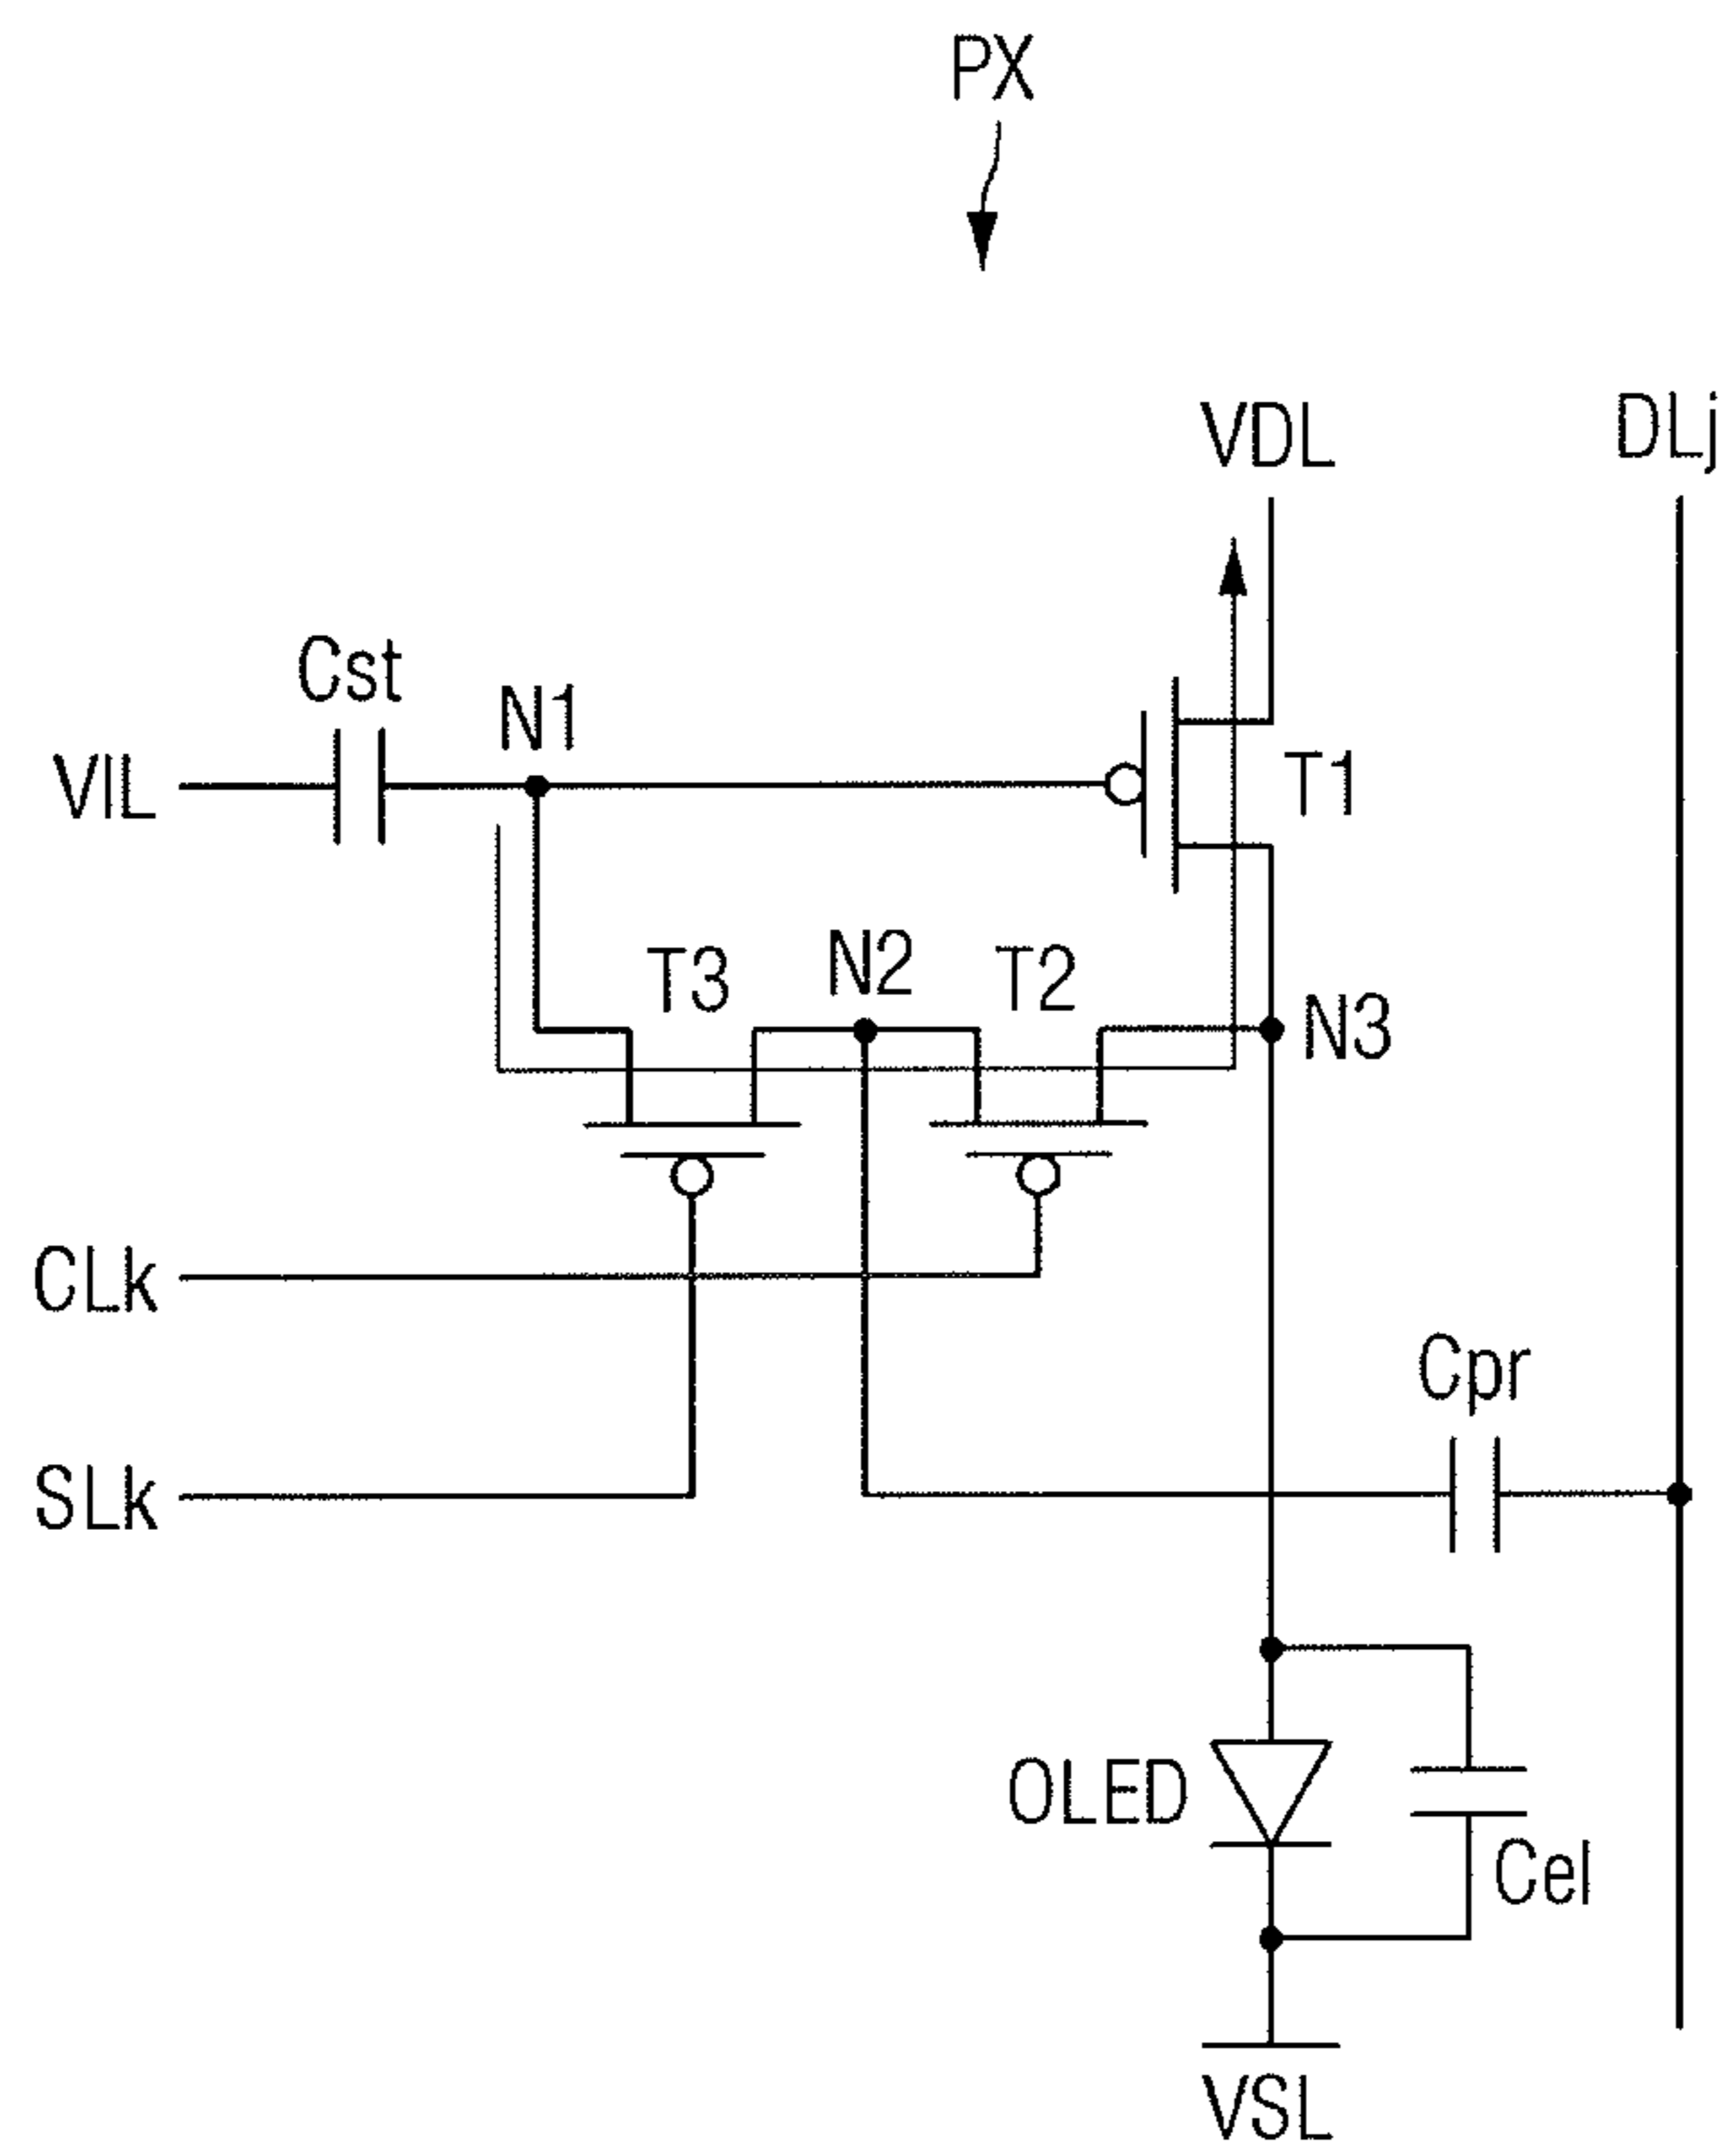 PX
VDL
DLj
Cst
N1
VIL
T1
T3
N2
T2
N3
CLk
Cpr
SLk
OLED
Cel
VSL